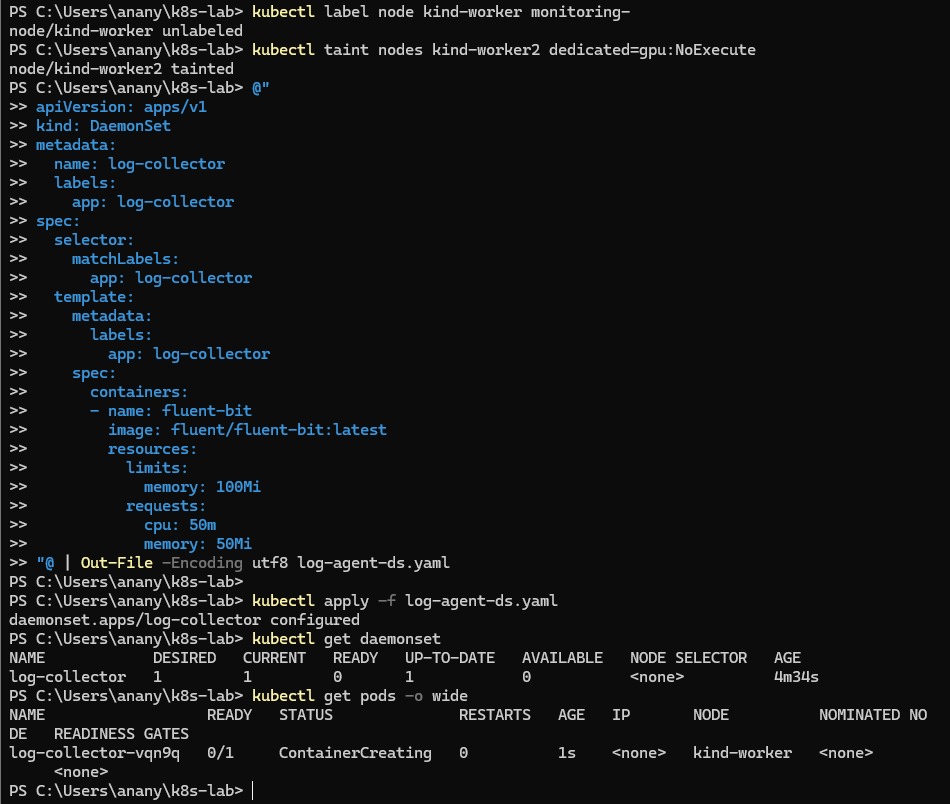 PS C:\Users\anany\k8s-lab> kubectl label node kind-worker monitoring-
node/kind-worker unlabeled
PS C:\Users\anany\k8s-lab> kubectl taint nodes kind-worker2 dedicated=gpu:NoExecute
node/kind-worker2 tainted
PS C:\Users\anany\k8s-lab> @"
>> apiVersion: apps/v1
>> kind: DaemonSet
>> metadata:
>>   name: log-collector
>>   labels:
>>     app: log-collector
>> spec:
>>   selector:
>>     matchLabels:
>>       app: log-collector
>>   template:
>>     metadata:
>>       labels:
>>         app: log-collector
>>     spec:
>>       containers:
>>       - name: fluent-bit
>>         image: fluent/fluent-bit:latest
>>         resources:
>>           limits:
>>             memory: 100Mi
>>           requests:
>>             cpu: 50m
>>             memory: 50Mi
>> "@ | Out-File -Encoding utf8 log-agent-ds.yaml
PS C:\Users\anany\k8s-lab>
PS C:\Users\anany\k8s-lab> kubectl apply -f log-agent-ds.yaml
daemonset.apps/log-collector configured
PS C:\Users\anany\k8s-lab> kubectl get daemonset
NAME            DESIRED   CURRENT   READY   UP-TO-DATE   AVAILABLE   NODE SELECTOR   AGE
log-collector   1         1         0       1            0           <none>          4m34s
PS C:\Users\anany\k8s-lab> kubectl get pods -o wide
NAME                  READY   STATUS              RESTARTS   AGE   IP       NODE          NOMINATED NO
DE   READINESS GATES
log-collector-vqn9q   0/1     ContainerCreating   0          1s    <none>   kind-worker   <none>
     <none>
PS C:\Users\anany\k8s-lab>